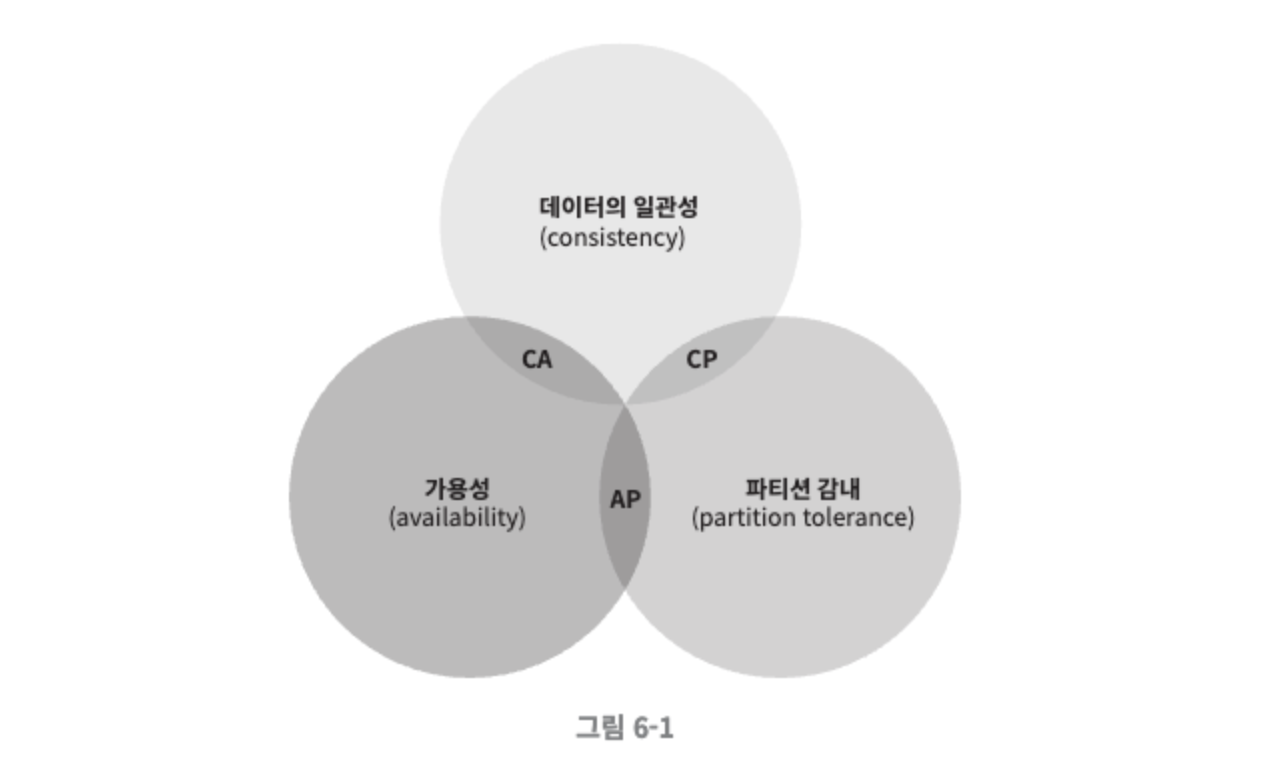 데이터의 일관성
(consistency)
CA
CP
가용성
(availability)
AP
파티션 감내
(partition tolerance)
그림 6-1